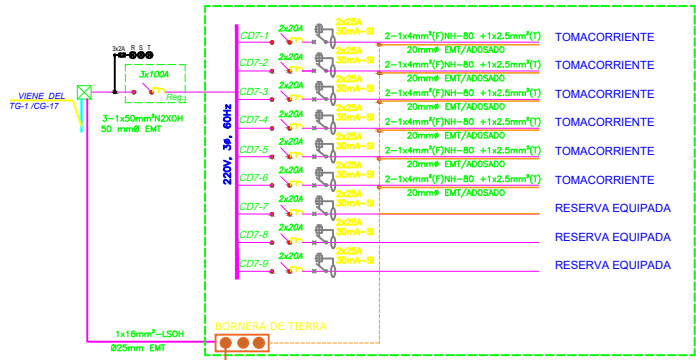 3x2A R S T
3x100A
Reg.
VIENE DEL
TG-1/CG-17
3-1x50mm²N2XOH
50 mmØ EMT
220V, 3ø, 60Hz
CD7-1 2x20A 2x25A 30mA-SI 2-1x4mm²(F)NH-80 +1x2.5mm²(T) 20mmø EMT/ADOSADO TOMACORRIENTE
CD7-2 2x20A 2x25A 30mA-SI 2-1x4mm²(F)NH-80 +1x2.5mm²(T) 20mmø EMT/ADOSADO TOMACORRIENTE
CD7-3 2x20A 2x25A 30mA-SI 2-1x4mm²(F)NH-80 +1x2.5mm²(T) 20mmø EMT/ADOSADO TOMACORRIENTE
CD7-4 2x20A 2x25A 30mA-SI 2-1x4mm²(F)NH-80 +1x2.5mm²(T) 20mmø EMT/ADOSADO TOMACORRIENTE
CD7-5 2x20A 2x25A 30mA-SI 2-1x4mm²(F)NH-80 +1x2.5mm²(T) 20mmø EMT/ADOSADO TOMACORRIENTE
CD7-6 2x20A 2x25A 30mA-SI 2-1x4mm²(F)NH-80 +1x2.5mm²(T) 20mmø EMT/ADOSADO TOMACORRIENTE
CD7-7 2x20A 2x25A 30mA-SI RESERVA EQUIPADA
CD7-8 2x20A 2x25A 30mA-SI RESERVA EQUIPADA
CD7-9 2x20A 2x25A 30mA-SI RESERVA EQUIPADA
BORNERA DE TIERRA
1x16mm²-LSOH
Ø25mm EMT